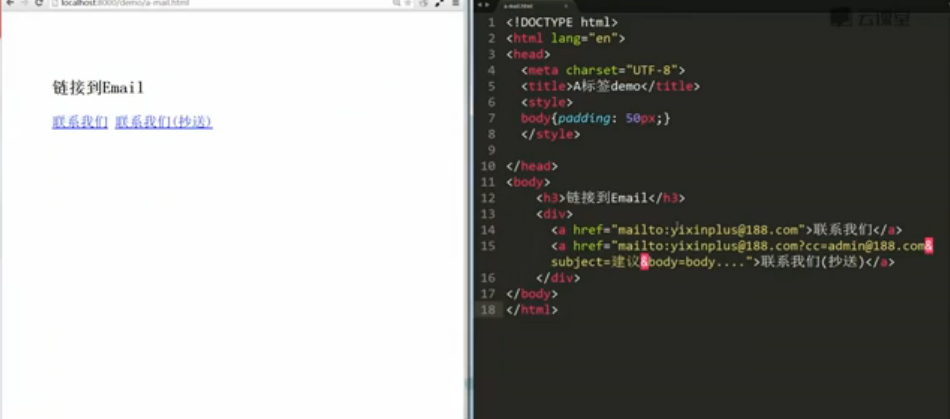 localhost:8000/demo/a-mail.html
链接到Email
联系我们 联系我们(抄送)
a-mail.html
云课堂
1 <!DOCTYPE html>
2 <html lang="en">
3 <head>
4 <meta charset="UTF-8">
5 <title>A标签demo</title>
6 <style>
7 body{padding: 50px;}
8 </style>
9
10 </head>
11 <body>
12 <h3>链接到Email</h3>
13 <div>
14 <a href="mailto:yixinplus@188.com">联系我们</a>
15 <a href="mailto:yixinplus@188.com?cc=admin@188.com&
subject=建议&body=body....">联系我们(抄送)</a>
16 </div>
17 </body>
18 </html>